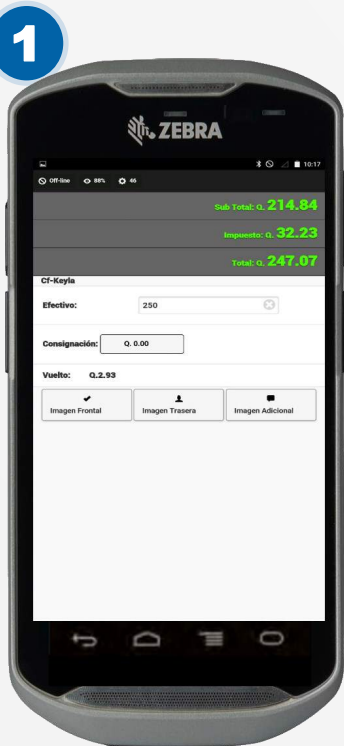 1
ZEBRA
10:17
Off-line 88% 46
Sub Total: Q. 214.84
Impuesto: Q. 32.23
Total: Q. 247.07
Cf-Keyla
Efectivo: 250
Consignación: Q. 0.00
Vuelto: Q.2.93
Imagen Frontal Imagen Trasera Imagen Adicional